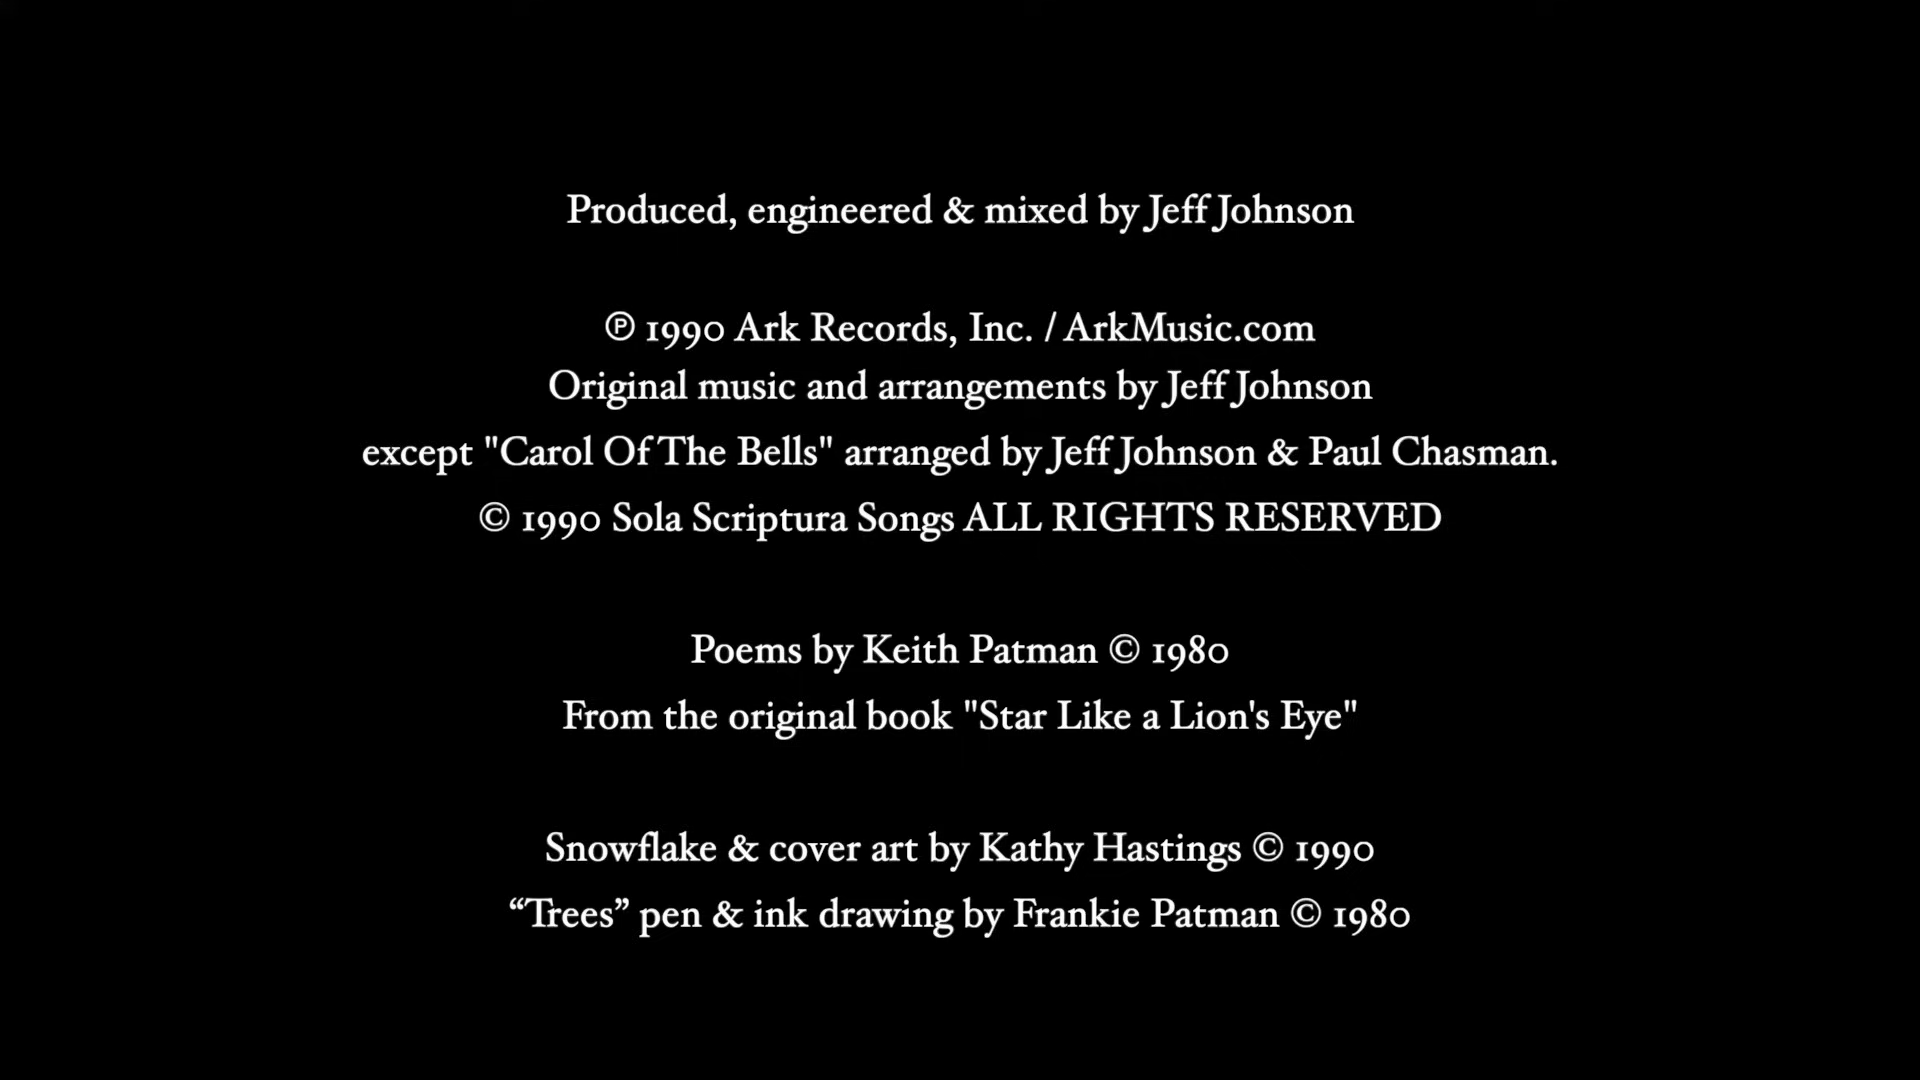 Produced, engineered & mixed by Jeff Johnson
℗ 1990 Ark Records, Inc. / ArkMusic.com
Original music and arrangements by Jeff Johnson
except "Carol Of The Bells" arranged by Jeff Johnson & Paul Chasman.
© 1990 Sola Scriptura Songs ALL RIGHTS RESERVED
Poems by Keith Patman © 1980
From the original book "Star Like a Lion's Eye"
Snowflake & cover art by Kathy Hastings © 1990
“Trees” pen & ink drawing by Frankie Patman © 1980